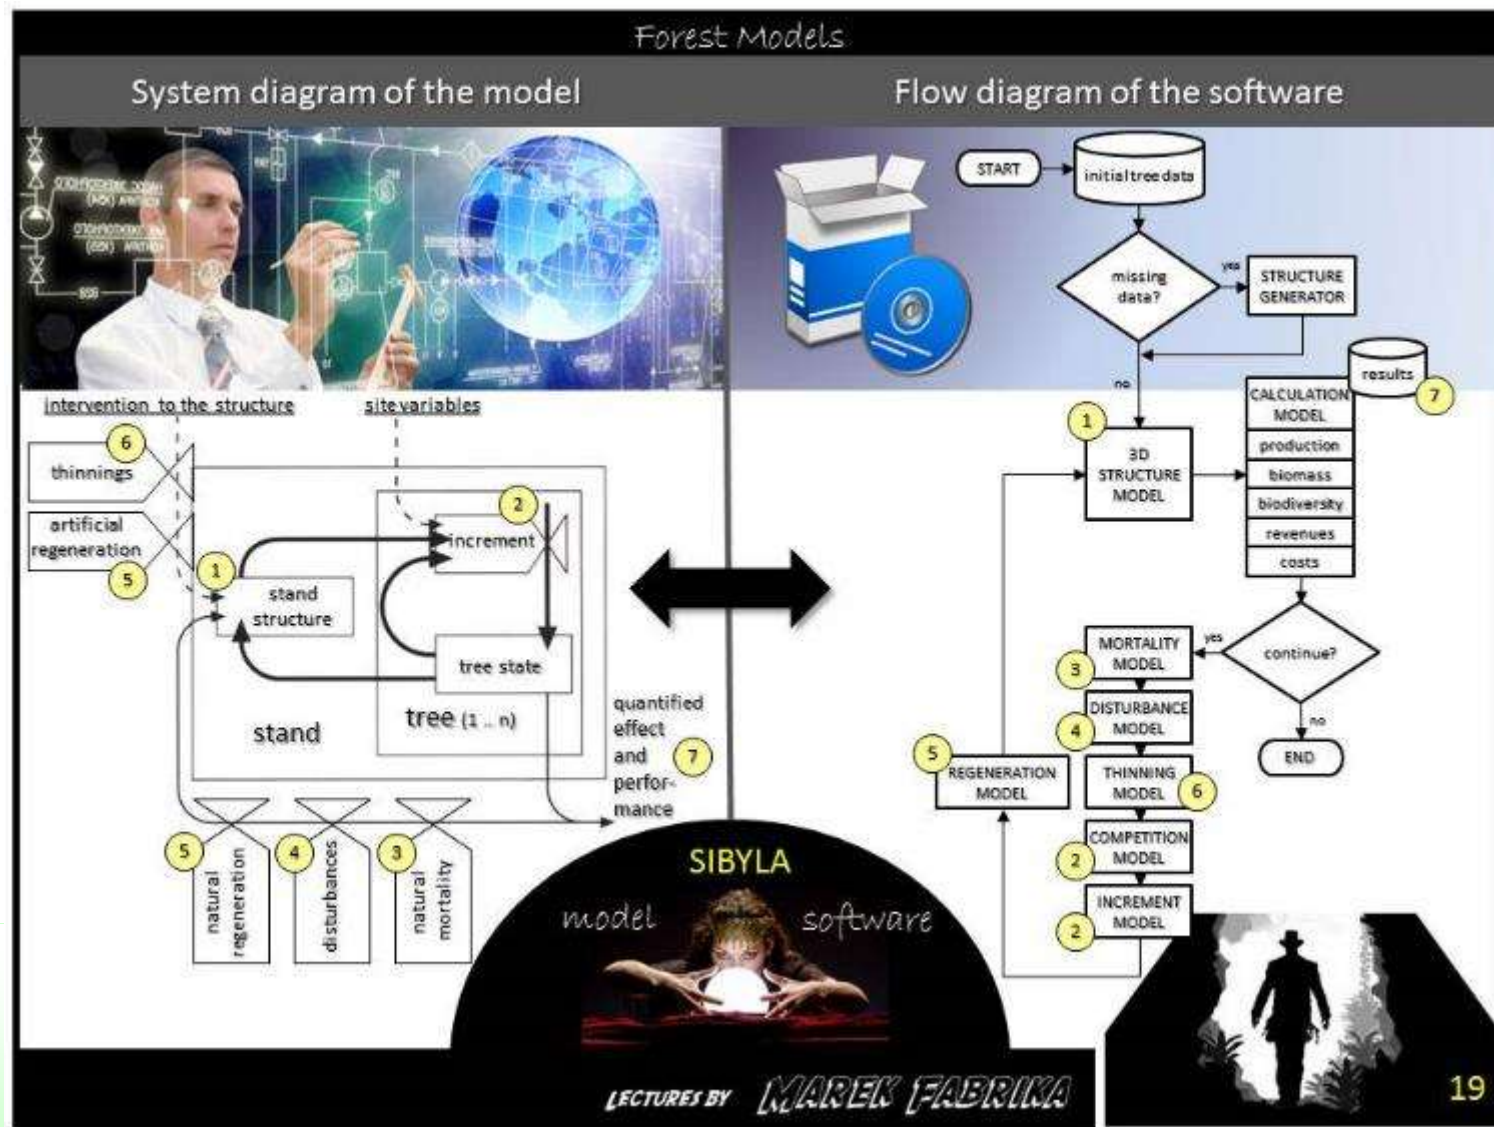 Forest Models
System diagram of the model
Flow diagram of the software
intervention to the structure
site variables
6
thinnings
artificial
regeneration
5
1
stand
structure
2
increment
tree state
tree (1 .. n)
stand
quantified
effect
and
perfor-
mance
7
5
natural
regeneration
4
disturbances
3
natural
mortality
START
initial tree data
missing
data?
yes
STRUCTURE
GENERATOR
no
results
7
CALCULATION
MODEL
production
biomass
biodiversity
revenues
costs
1
3D
STRUCTURE
MODEL
continue?
yes
no
END
MORTALITY
MODEL
3
DISTURBANCE
MODEL
4
THINNING
MODEL
6
COMPETITION
MODEL
2
INCREMENT
MODEL
2
5
REGENERATION
MODEL
SIBYLA
model
software
LECTURES BY MAREK FABRIKA
19